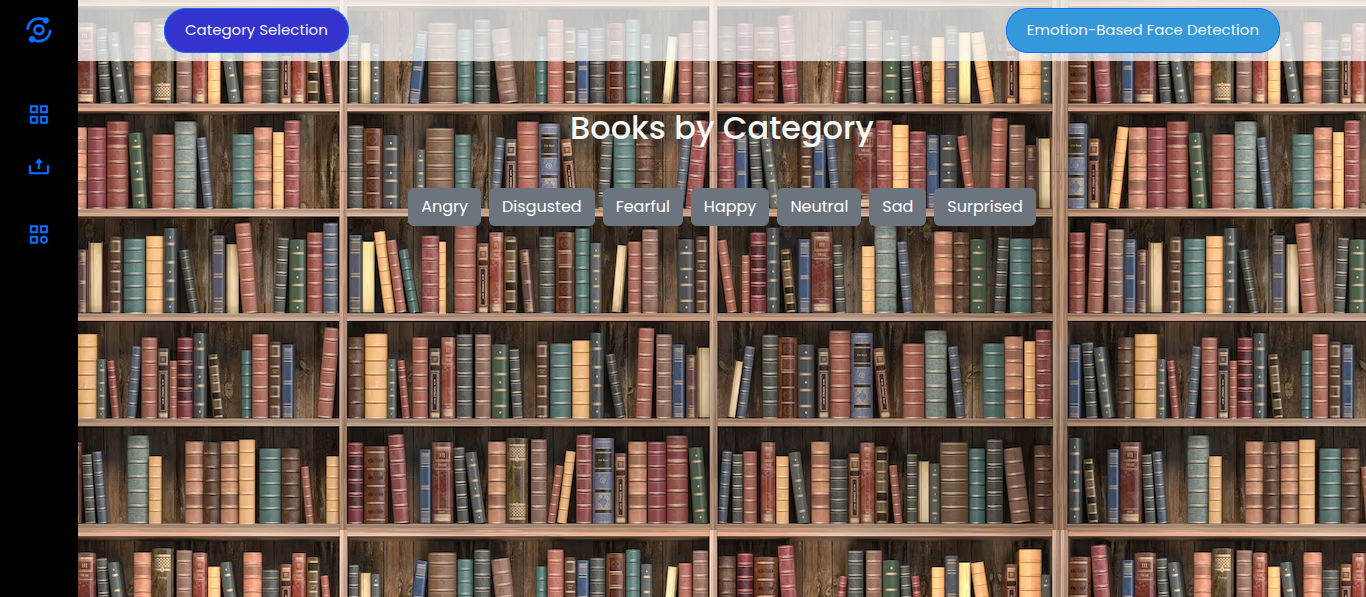 Category Selection
Emotion-Based Face Detection
Books by Category
Angry
Disgusted
Fearful
Happy
Neutral
Sad
Surprised